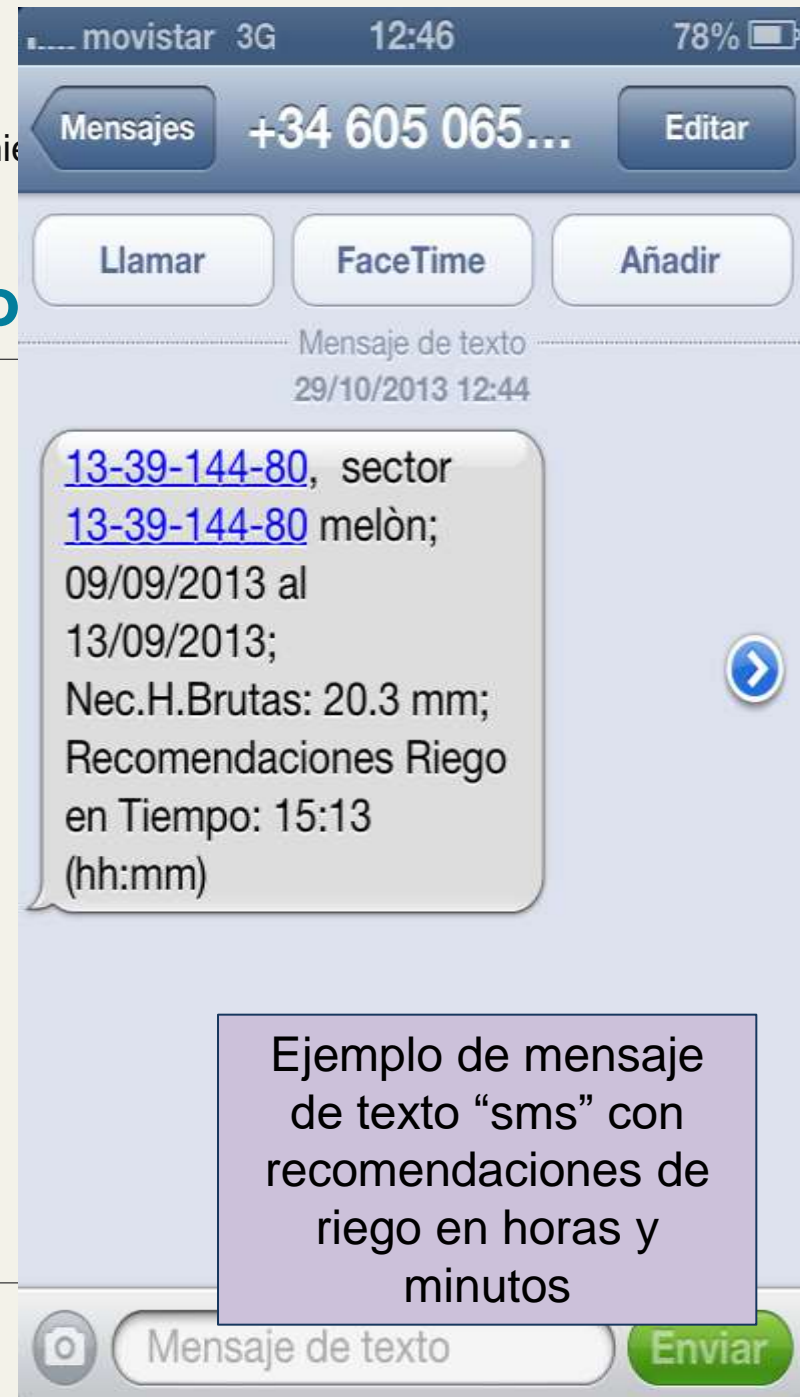 movistar 3G 12:46 78%
Mensajes +34 605 065... Editar
Llamar FaceTime Añadir
Mensaje de texto
29/10/2013 12:44
13-39-144-80, sector
13-39-144-80 melòn;
09/09/2013 al
13/09/2013;
Nec.H.Brutas: 20.3 mm;
Recomendaciones Riego
en Tiempo: 15:13
(hh:mm)
Ejemplo de mensaje
de texto “sms” con
recomendaciones de
riego en horas y
minutos
Mensaje de texto Enviar